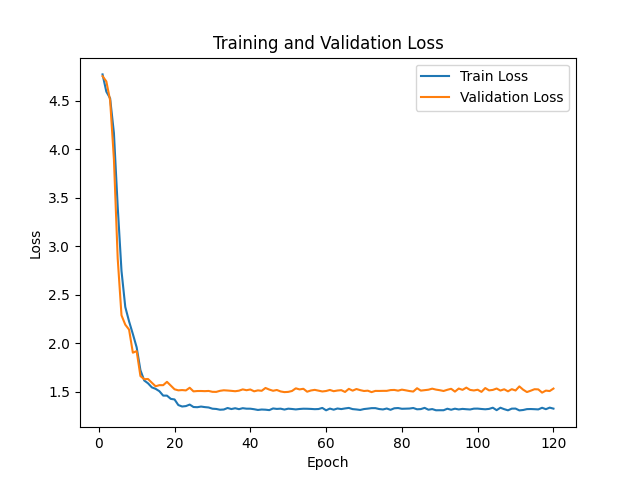 Training and Validation Loss
Train Loss
Validation Loss
Loss
4.5
4.0
3.5
3.0
2.5
2.0
1.5
0 20 40 60 80 100 120
Epoch